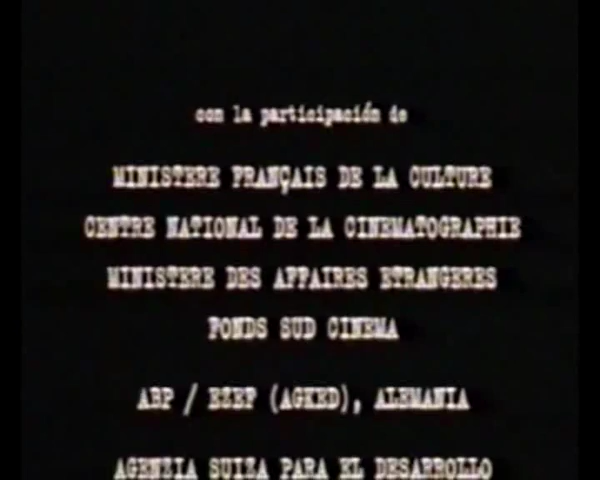 con la participación de
MINISTERE FRANÇAIS DE LA CULTURE
CENTRE NATIONAL DE LA CINEMATOGRAPHIE
MINISTERE DES AFFAIRES ETRANGERES
FONDS SUD CINEMA
ABP / EZEF (AGKED), ALEMANIA
AGENZIA SUIZA PARA EL DESARROLLO